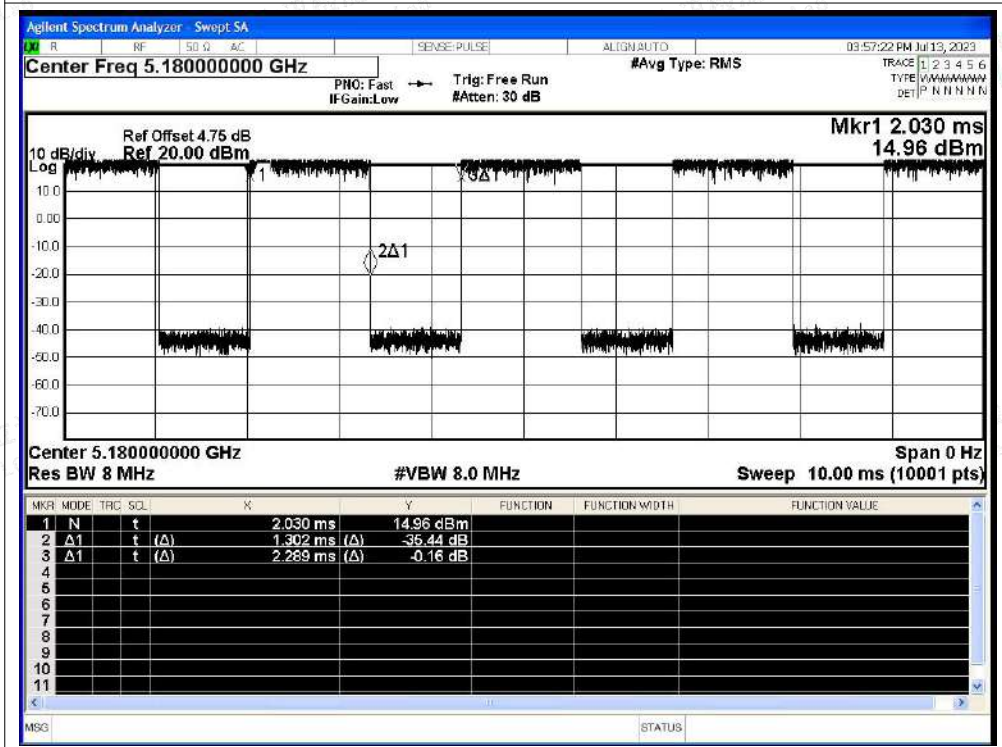 Agilent Spectrum Analyzer - Swept SA
LXI R RF 50 Ω AC SENSE:PULSE ALIGN AUTO 03:57:22 PM Jul 13, 2023
Center Freq 5.180000000 GHz #Avg Type: RMS TRACE 1 2 3 4 5 6
PNO: Fast Trig: Free Run TYPE WWWWWWW
IFGain:Low #Atten: 30 dB DET P N N N N N
Mkr1 2.030 ms
Ref Offset 4.75 dB
10 dB/div Ref 20.00 dBm 14.96 dBm
Log
1
3Δ1
10.0
0.00
-10.0
2Δ1
-20.0
-30.0
-40.0
-50.0
-60.0
-70.0
Center 5.180000000 GHz Span 0 Hz
Res BW 8 MHz #VBW 8.0 MHz Sweep 10.00 ms (10001 pts)
MKR MODE TRC SCL X Y FUNCTION FUNCTION WIDTH FUNCTION VALUE
1 N t 2.030 ms 14.96 dBm
2 Δ1 t (Δ) 1.302 ms (Δ) -35.44 dB
3 Δ1 t (Δ) 2.289 ms (Δ) -0.16 dB
4
5
6
7
8
9
10
11
MSG STATUS